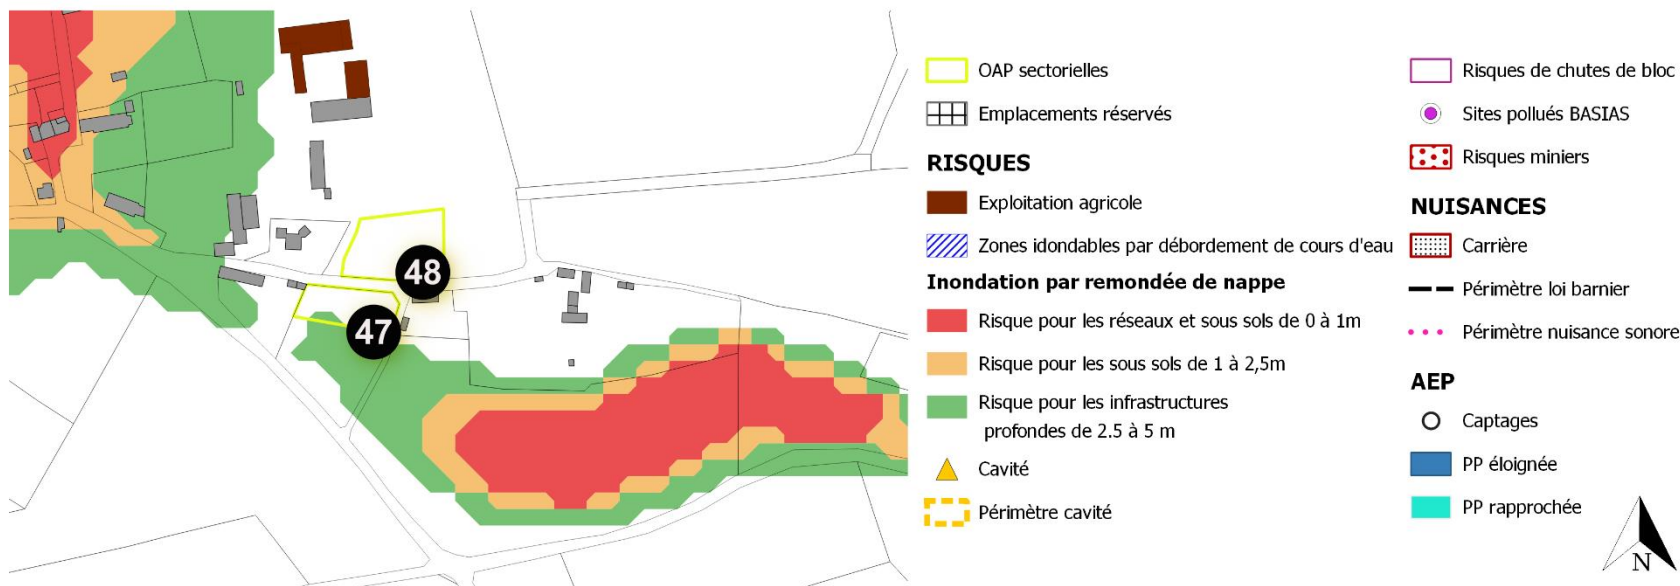 48
47
OAP sectorielles
Emplacements réservés
RISQUES
Exploitation agricole
Zones idondables par débordement de cours d'eau
Inondation par remondée de nappe
Risque pour les réseaux et sous sols de 0 à 1m
Risque pour les sous sols de 1 à 2,5m
Risque pour les infrastructures
profondes de 2.5 à 5 m
Cavité
Périmètre cavité
Risques de chutes de bloc
Sites pollués BASIAS
Risques miniers
NUISANCES
Carrière
Périmètre loi barnier
Périmètre nuisance sonore
AEP
Captages
PP éloignée
PP rapprochée
N